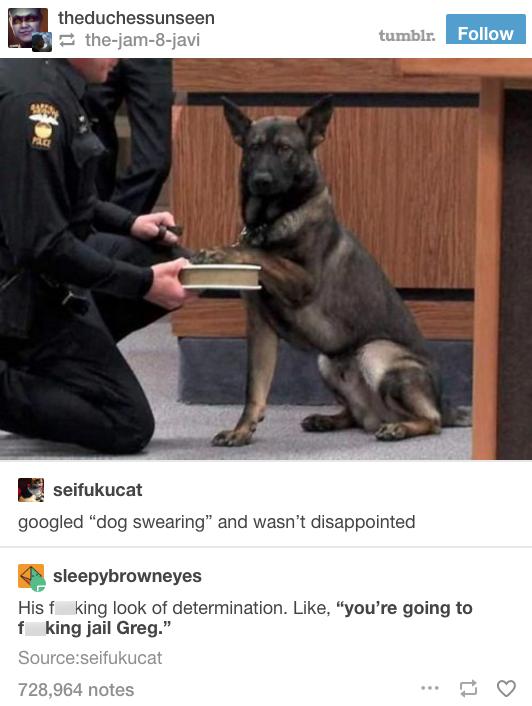 theduchessunseen
the-jam-8-javi
tumblr. Follow
POLICE
seifukucat
googled “dog swearing” and wasn’t disappointed
sleepybrowneyes
His f king look of determination. Like, “you’re going to
f king jail Greg.”
Source:seifukucat
728,964 notes